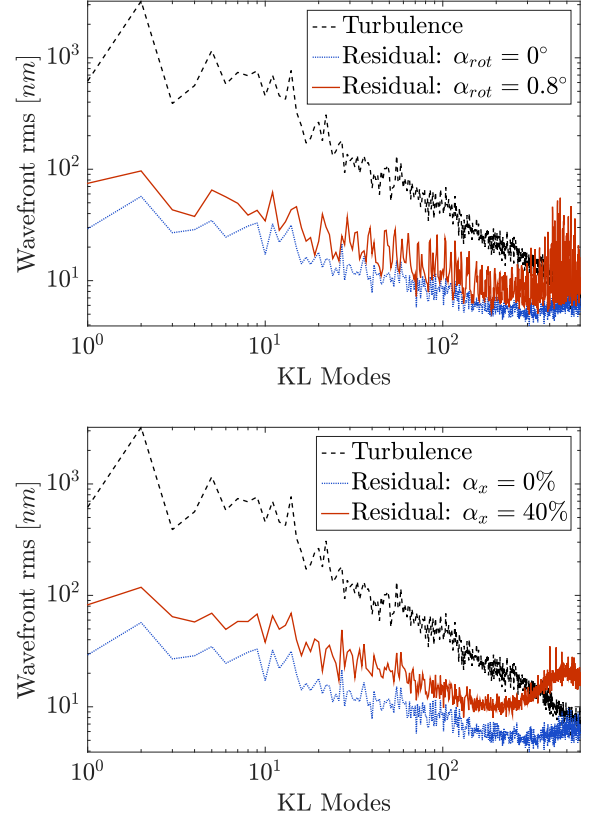 10³
10²
10¹
Wavefront rms [nm]
Turbulence
Residual: α_rot = 0°
Residual: α_rot = 0.8°
10⁰ 10¹ 10²
KL Modes
10³
10²
10¹
Wavefront rms [nm]
Turbulence
Residual: α_x = 0%
Residual: α_x = 40%
10⁰ 10¹ 10²
KL Modes